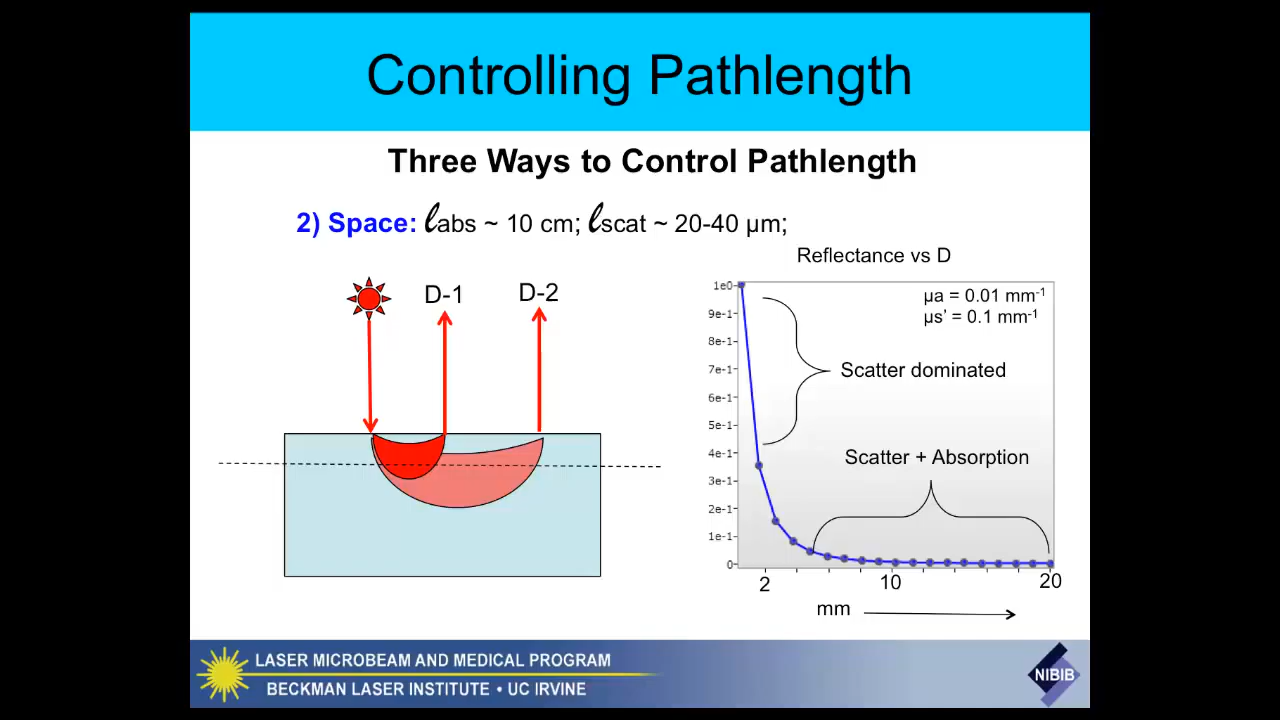 Controlling Pathlength
Three Ways to Control Pathlength
2) Space: ℓabs ~ 10 cm; ℓscat ~ 20-40 µm;
D-1
D-2
Reflectance vs D
µa = 0.01 mm-1
µs’ = 0.1 mm-1
1e0
9e-1
8e-1
7e-1
6e-1
5e-1
4e-1
3e-1
2e-1
1e-1
0
Scatter dominated
Scatter + Absorption
2
10
20
mm
LASER MICROBEAM AND MEDICAL PROGRAM
BECKMAN LASER INSTITUTE • UC IRVINE
NIBIB